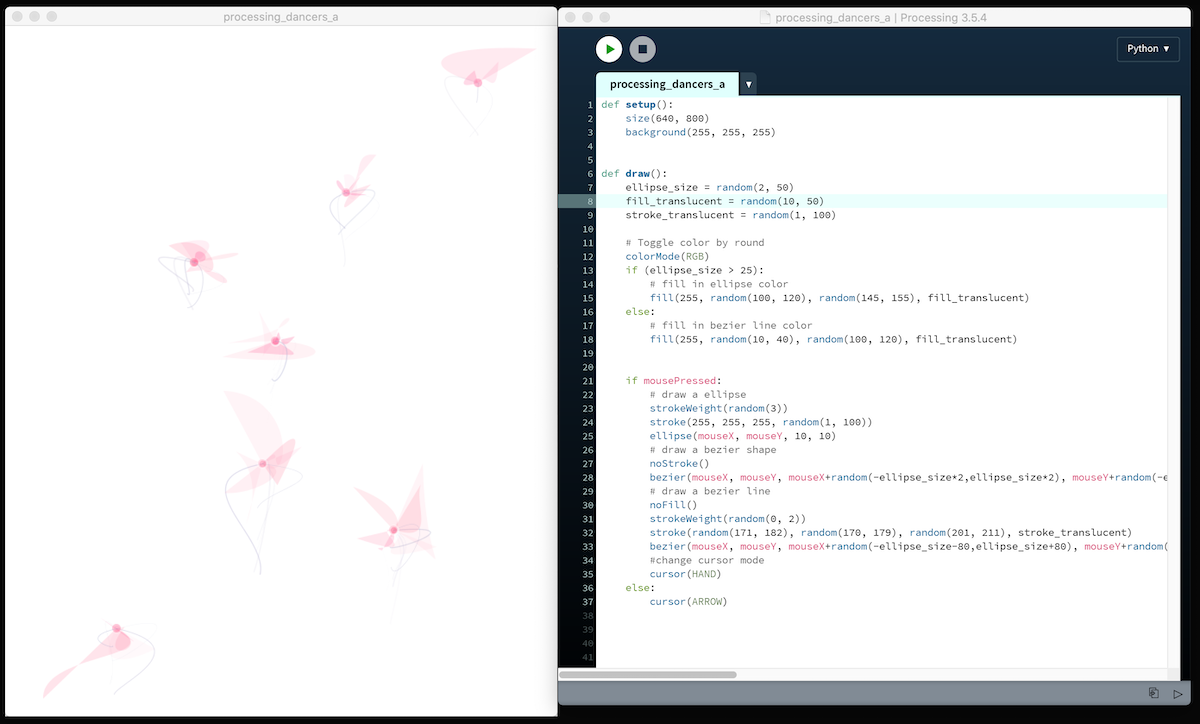 processing_dancers_a
processing_dancers_a | Processing 3.5.4
Python ▼
processing_dancers_a ▼
1 def setup():
2     size(640, 800)
3     background(255, 255, 255)
4
5
6 def draw():
7     ellipse_size = random(2, 50)
8     fill_translucent = random(10, 50)
9     stroke_translucent = random(1, 100)
10
11     # Toggle color by round
12     colorMode(RGB)
13     if (ellipse_size > 25):
14         # fill in ellipse color
15         fill(255, random(100, 120), random(145, 155), fill_translucent)
16     else:
17         # fill in bezier line color
18         fill(255, random(10, 40), random(100, 120), fill_translucent)
19
20
21     if mousePressed:
22         # draw a ellipse
23         strokeWeight(random(3))
24         stroke(255, 255, 255, random(1, 100))
25         ellipse(mouseX, mouseY, 10, 10)
26         # draw a bezier shape
27         noStroke()
28         bezier(mouseX, mouseY, mouseX+random(-ellipse_size*2,ellipse_size*2), mouseY+random(-e
29         # draw a bezier line
30         noFill()
31         strokeWeight(random(0, 2))
32         stroke(random(171, 182), random(170, 179), random(201, 211), stroke_translucent)
33         bezier(mouseX, mouseY, mouseX+random(-ellipse_size-80,ellipse_size+80), mouseY+random(
34         #change cursor mode
35         cursor(HAND)
36     else:
37         cursor(ARROW)
38
39
40
41